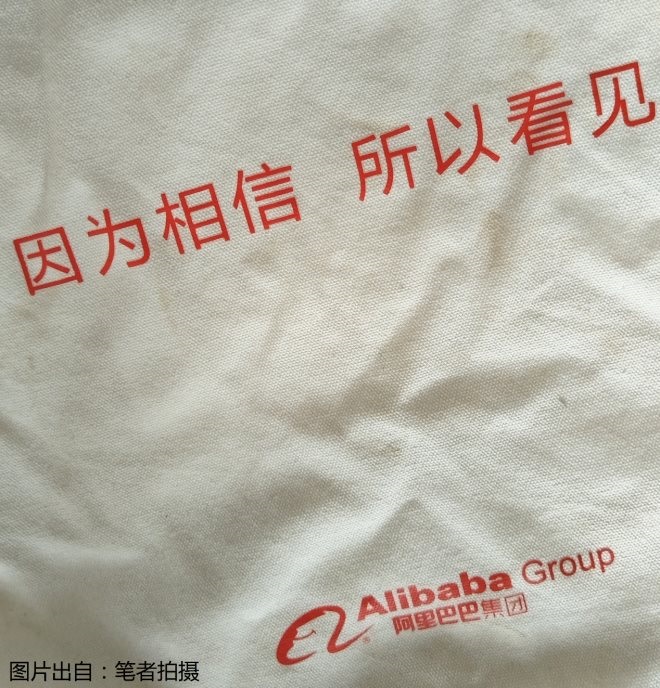 因为相信 所以看见
Alibaba Group
阿里巴巴集团
图片出自：笔者拍摄